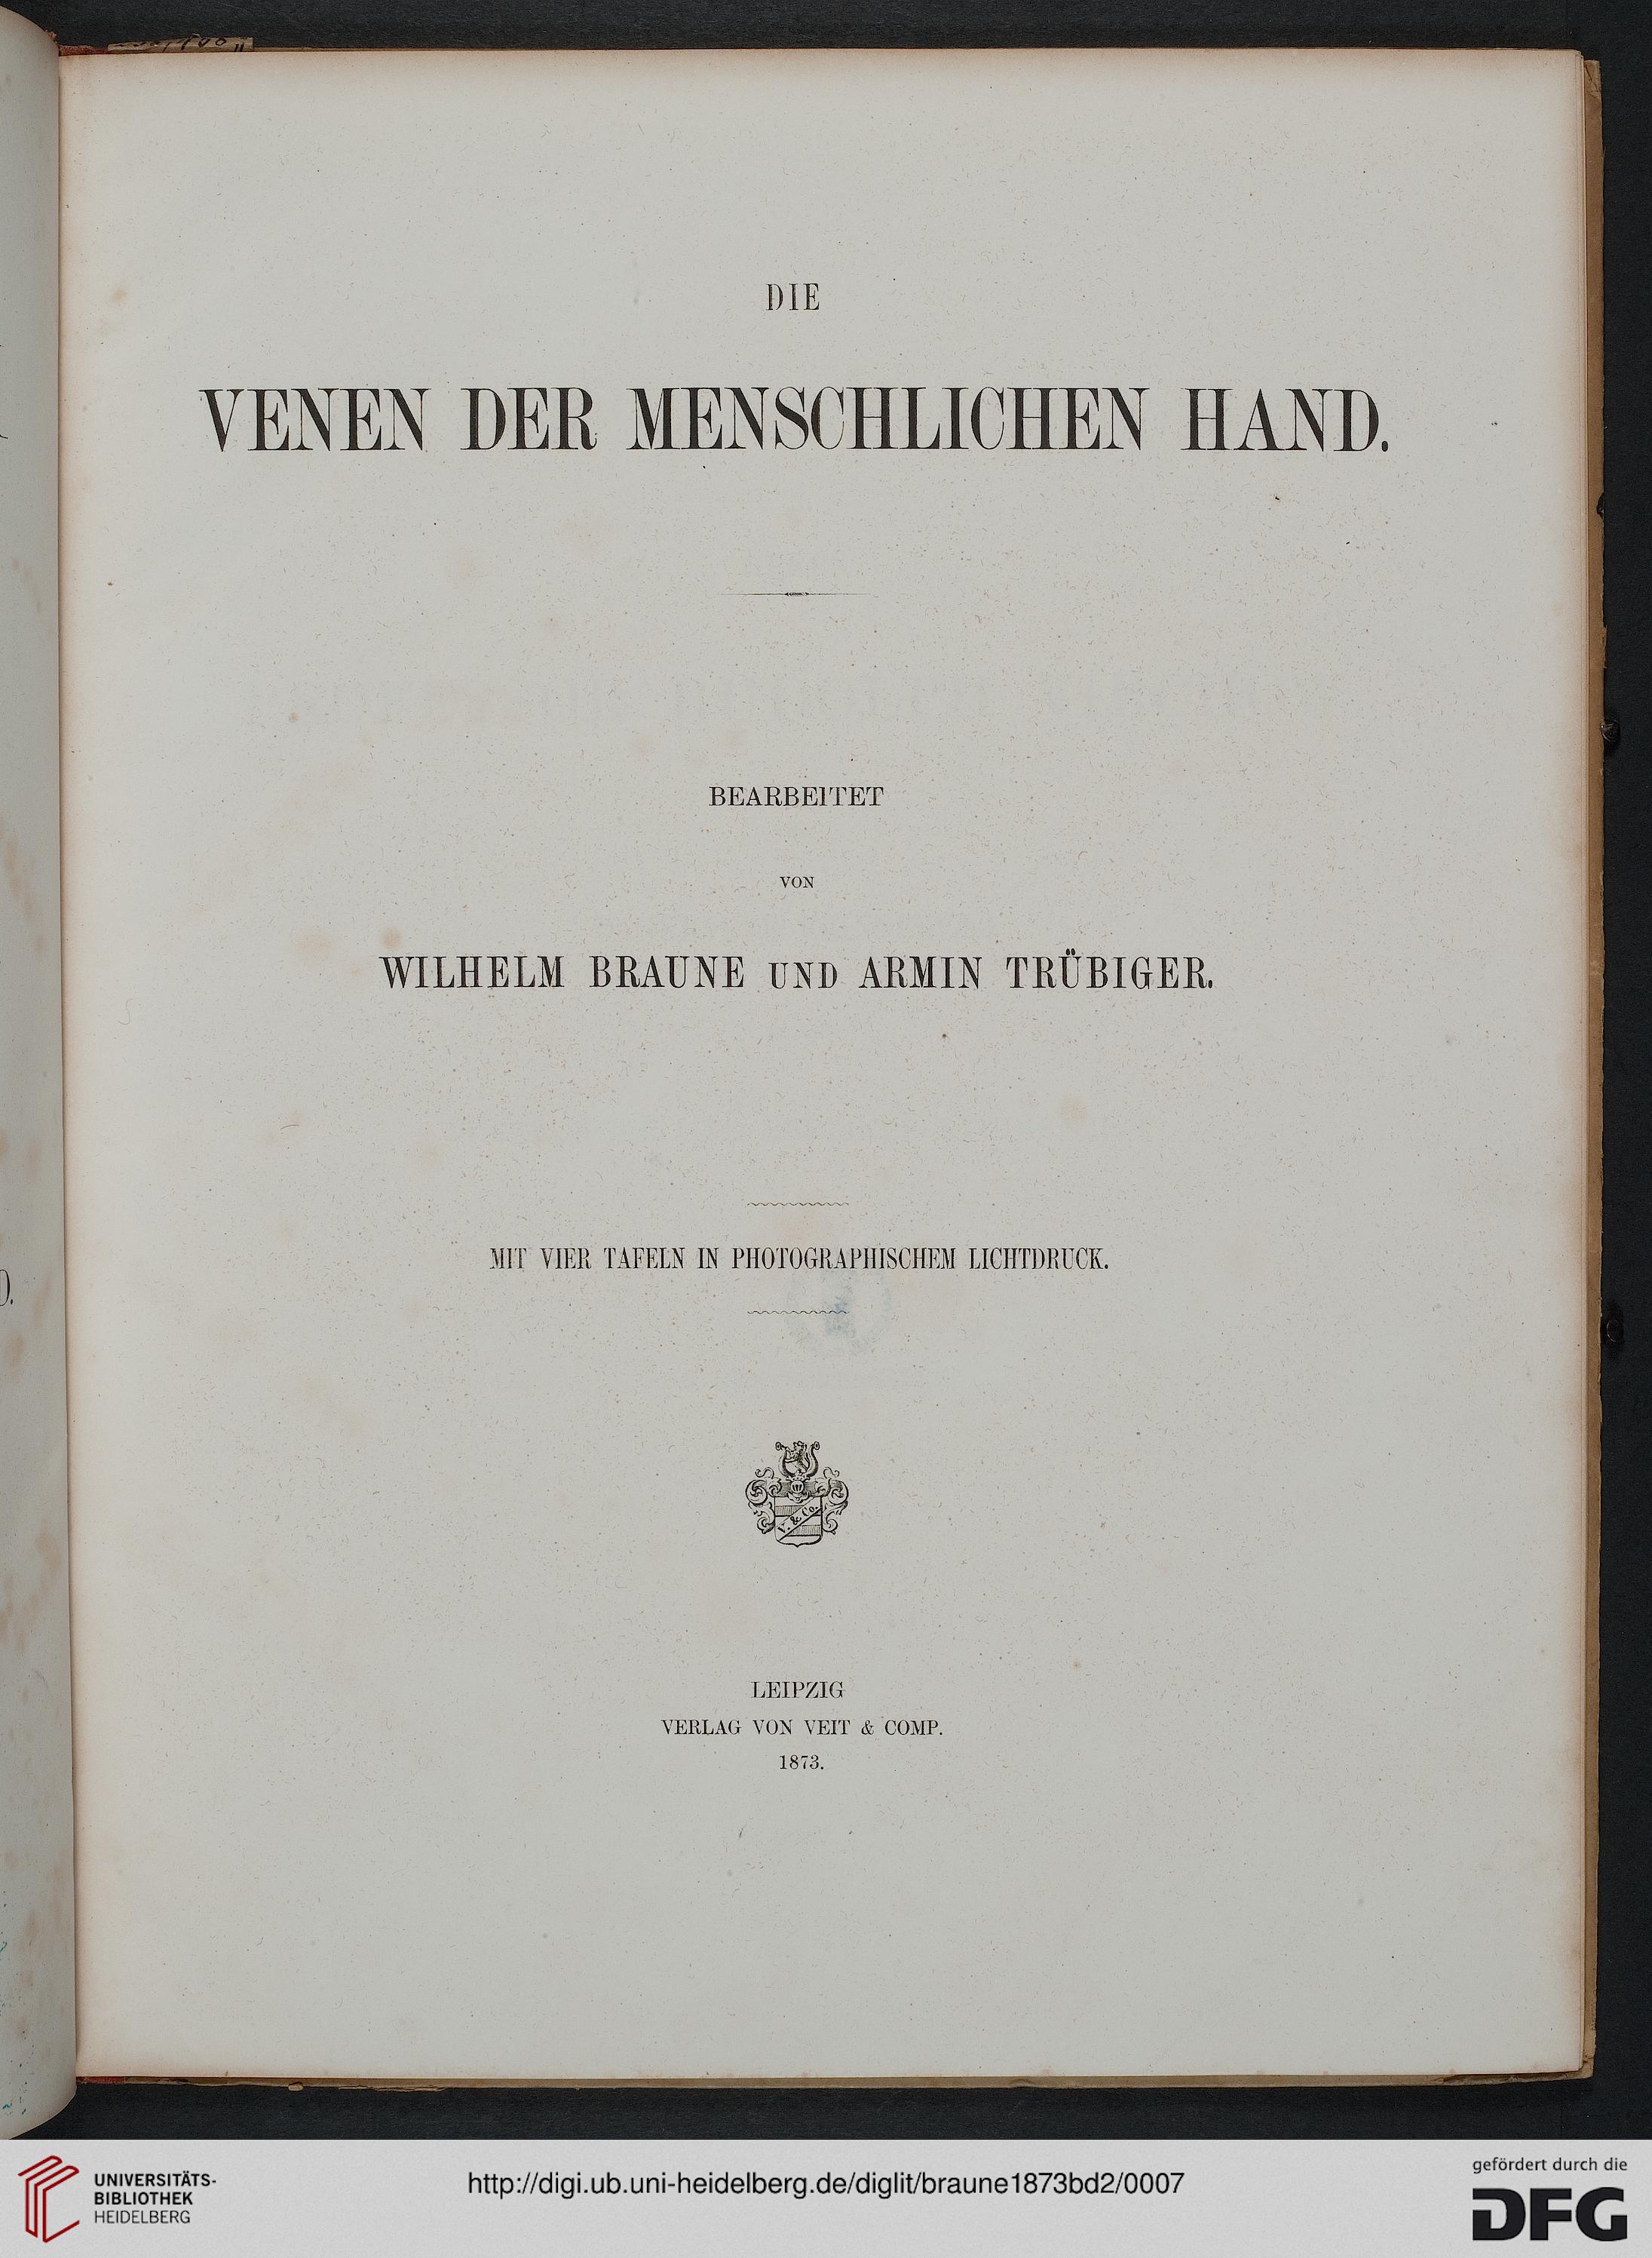 DIE
VENEN DER MENSCHLICHEN HAND.
BEARBEITET
VON
WILHELM BRAUNE UND ARMIN TRÜBIGER.
MIT VIER TAFELN IN PHOTOGRAPHISCHEM LICHTDRUCK.
V. & Co.
LEIPZIG
VERLAG VON VEIT & COMP.
1873.
UNIVERSITÄTS-
BIBLIOTHEK
HEIDELBERG
http://digi.ub.uni-heidelberg.de/diglit/braune1873bd2/0007
gefördert durch die
DFG